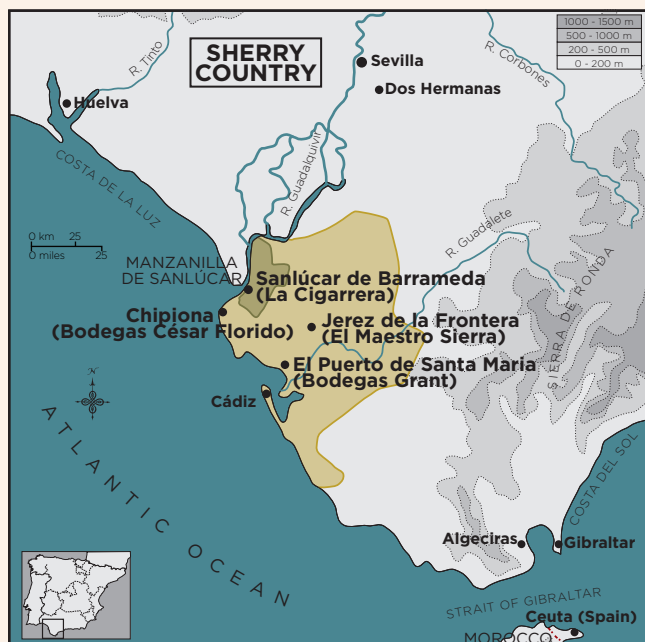 SHERRY
COUNTRY
1000 - 1500 m
500 - 1000 m
200 - 500 m
0 - 200 m
R. Tinto
Huelva
Sevilla
Dos Hermanas
R. Corbones
COSTA DE LA LUZ
R. Guadalquivir
R. Guadalete
0 km 25
0 miles 25
MANZANILLA
DE SANLÚCAR
Sanlúcar de Barrameda
(La Cigarrera)
Chipiona
(Bodegas César Florido)
Jerez de la Frontera
(El Maestro Sierra)
El Puerto de Santa Maria
(Bodegas Grant)
SIERRA DE RONDA
N
Cádiz
ATLANTIC OCEAN
COSTA DEL SOL
Algeciras
Gibraltar
STRAIT OF GIBRALTAR
Ceuta (Spain)
MOROCCO